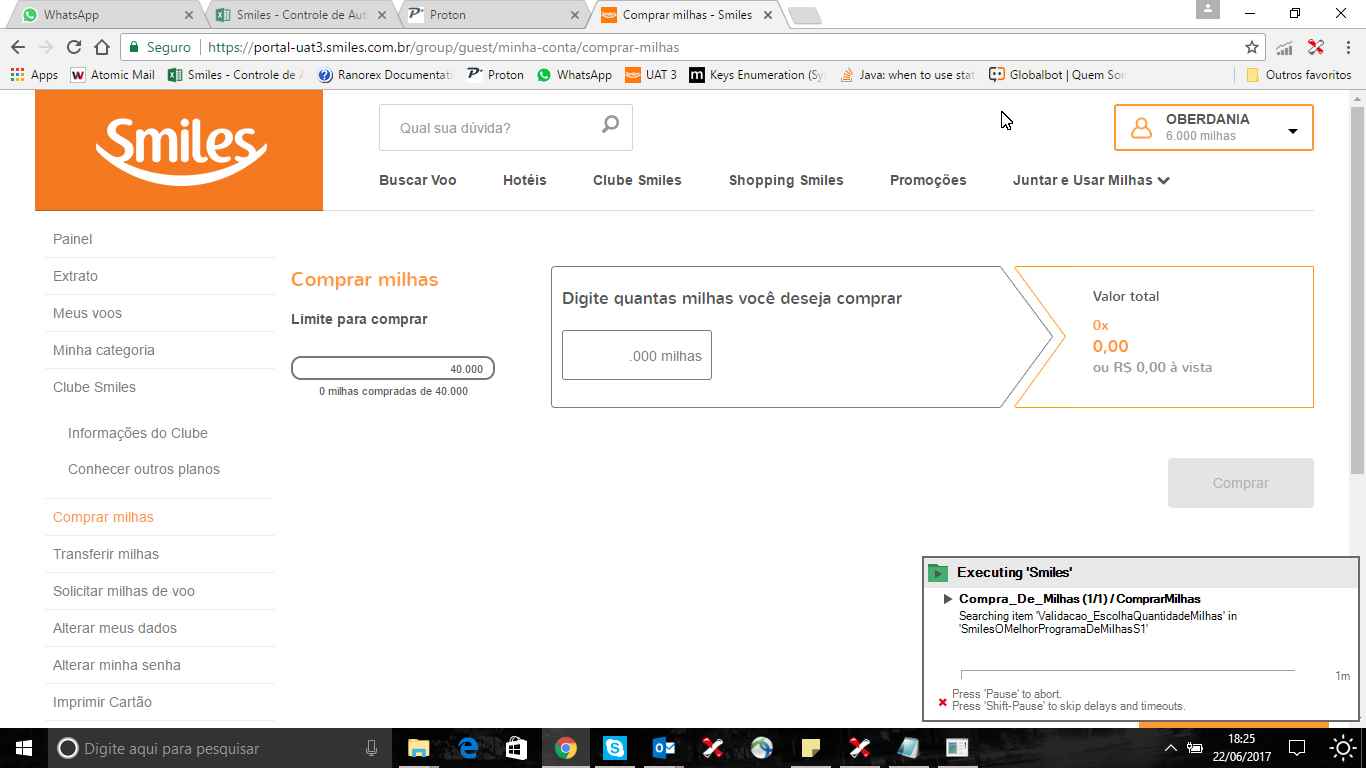 WhatsApp
Smiles - Controle de Aut
Proton
Comprar milhas - Smiles
Seguro
https://portal-uat3.smiles.com.br/group/guest/minha-conta/comprar-milhas
Apps
Atomic Mail
Smiles - Controle de A
Ranorex Documentati
Proton
WhatsApp
UAT 3
Keys Enumeration (Sy
Java: when to use stat
Globalbot | Quem Som
Outros favoritos
Smiles
Qual sua dúvida?
OBERDANIA
6.000 milhas
Buscar Voo
Hotéis
Clube Smiles
Shopping Smiles
Promoções
Juntar e Usar Milhas
Painel
Extrato
Meus voos
Minha categoria
Clube Smiles
Informações do Clube
Conhecer outros planos
Comprar milhas
Transferir milhas
Solicitar milhas de voo
Alterar meus dados
Alterar minha senha
Imprimir Cartão
Comprar milhas
Limite para comprar
40.000
0 milhas compradas de 40.000
Digite quantas milhas você deseja comprar
.000 milhas
Valor total
0x
0,00
ou R$ 0,00 à vista
Comprar
Executing 'Smiles'
Compra_De_Milhas (1/1) / ComprarMilhas
Searching item 'Validacao_EscolhaQuantidadeMilhas' in
'SmilesOMelhorProgramaDeMilhasS1'
1m
Press 'Pause' to abort.
Press 'Shift-Pause' to skip delays and timeouts.
Digite aqui para pesquisar
18:25
22/06/2017